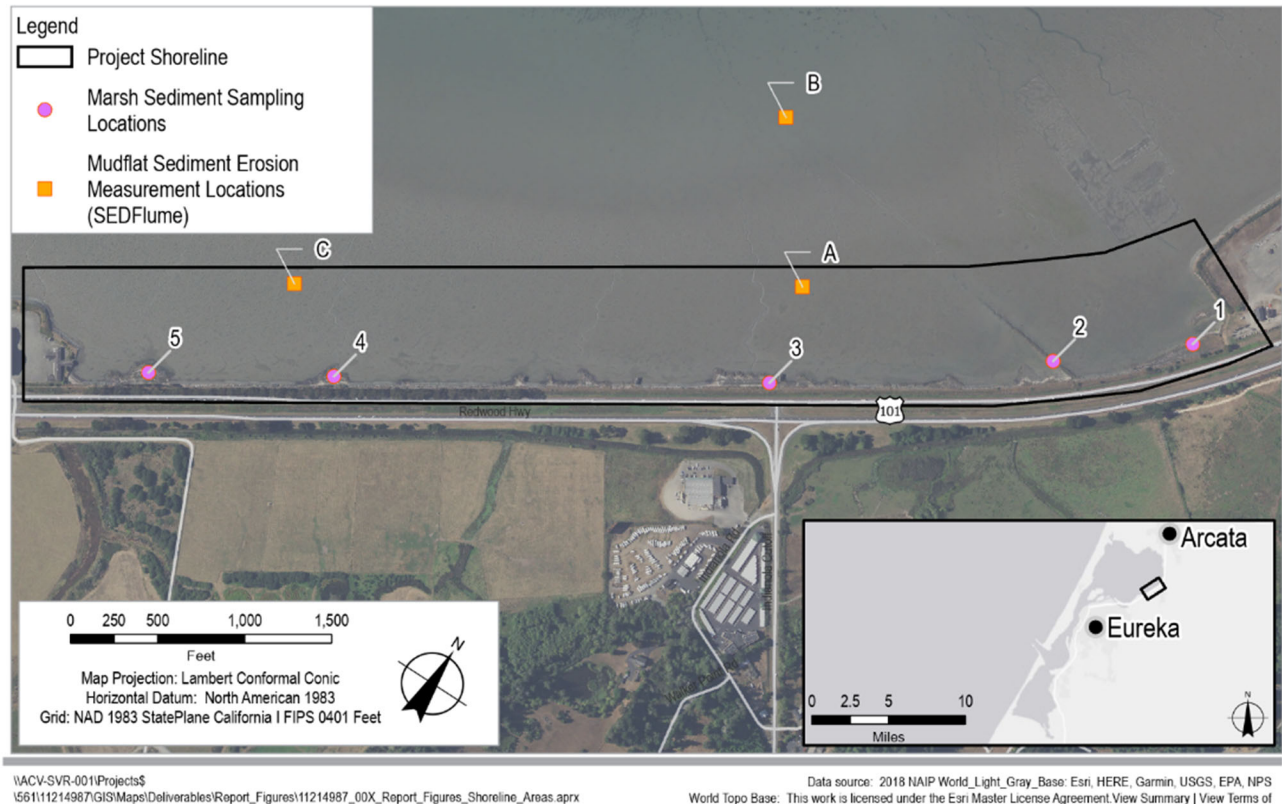 Legend
Project Shoreline
Marsh Sediment Sampling
Locations
Mudflat Sediment Erosion
Measurement Locations
(SEDFlume)
B
C
A
1
2
3
4
5
Redwood Hwy
101
0 250 500 1,000 1,500
Feet
N
Map Projection: Lambert Conformal Conic
Horizontal Datum: North American 1983
Grid: NAD 1983 StatePlane California I FIPS 0401 Feet
Arcata
Eureka
0 2.5 5 10
Miles
N
\\ACV-SVR-001\Projects$
\561\11214987\GIS\Maps\Deliverables\Report_Figures\11214987_00X_Report_Figures_Shoreline_Areas.aprx
Data source: 2018 NAIP World_Light_Gray_Base: Esri, HERE, Garmin, USGS, EPA, NPS
World Topo Base: This work is licensed under the Esri Master License Agreement.View Summary | View Terms of